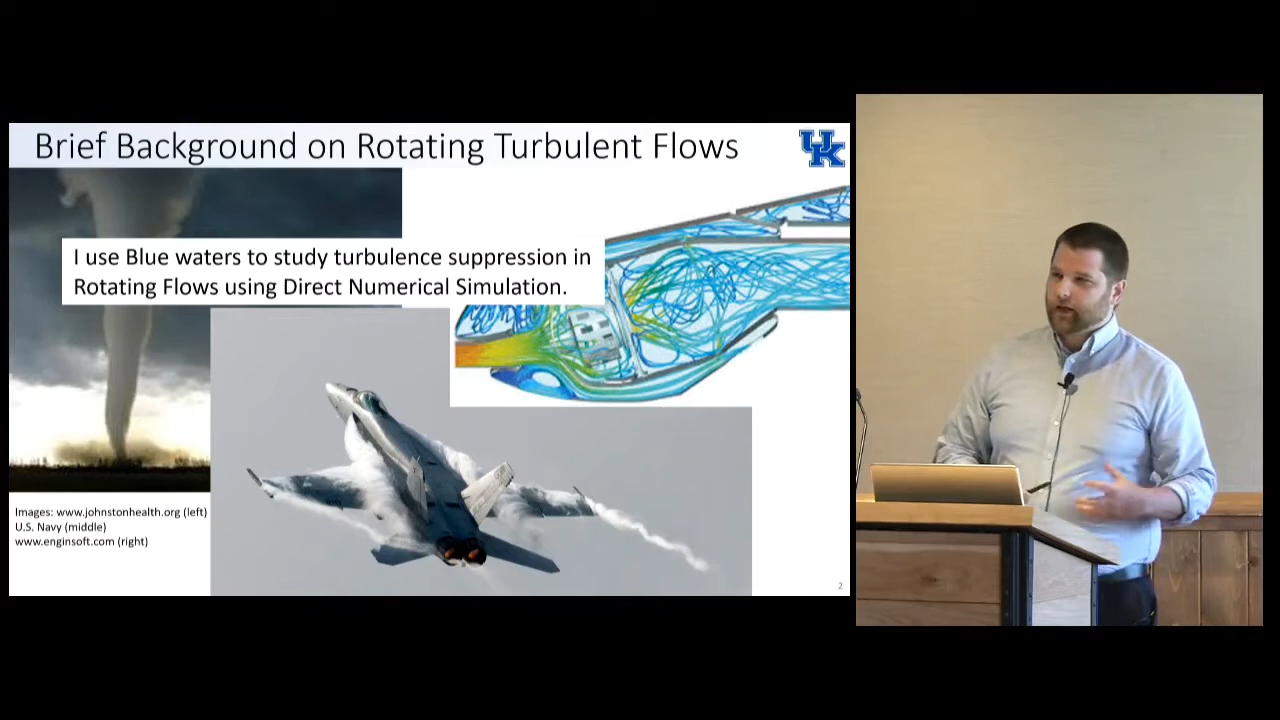 Brief Background on Rotating Turbulent Flows
UK
I use Blue waters to study turbulence suppression in
Rotating Flows using Direct Numerical Simulation.
Images: www.johnstonhealth.org (left)
U.S. Navy (middle)
www.enginsoft.com (right)
2